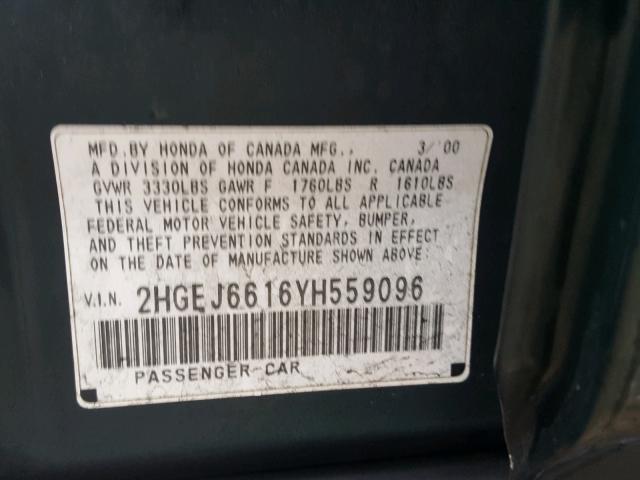 MFD. BY HONDA OF CANADA MFG., 3/'00
A DIVISION OF HONDA CANADA INC. CANADA
GVWR 3330LBS GAWR F 1760LBS R 1610LBS
THIS VEHICLE CONFORMS TO ALL APPLICABLE
FEDERAL MOTOR VEHICLE SAFETY, BUMPER,
AND THEFT PREVENTION STANDARDS IN EFFECT
ON THE DATE OF MANUFACTURE SHOWN ABOVE:
V.I.N. 2HGEJ6616YH559096
PASSENGER CAR